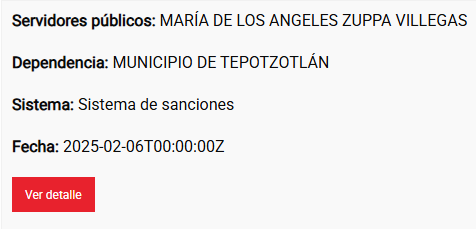 Servidores públicos: MARÍA DE LOS ANGELES ZUPPA VILLEGAS
Dependencia: MUNICIPIO DE TEPOTZOTLÁN
Sistema: Sistema de sanciones
Fecha: 2025-02-06T00:00:00Z
Ver detalle